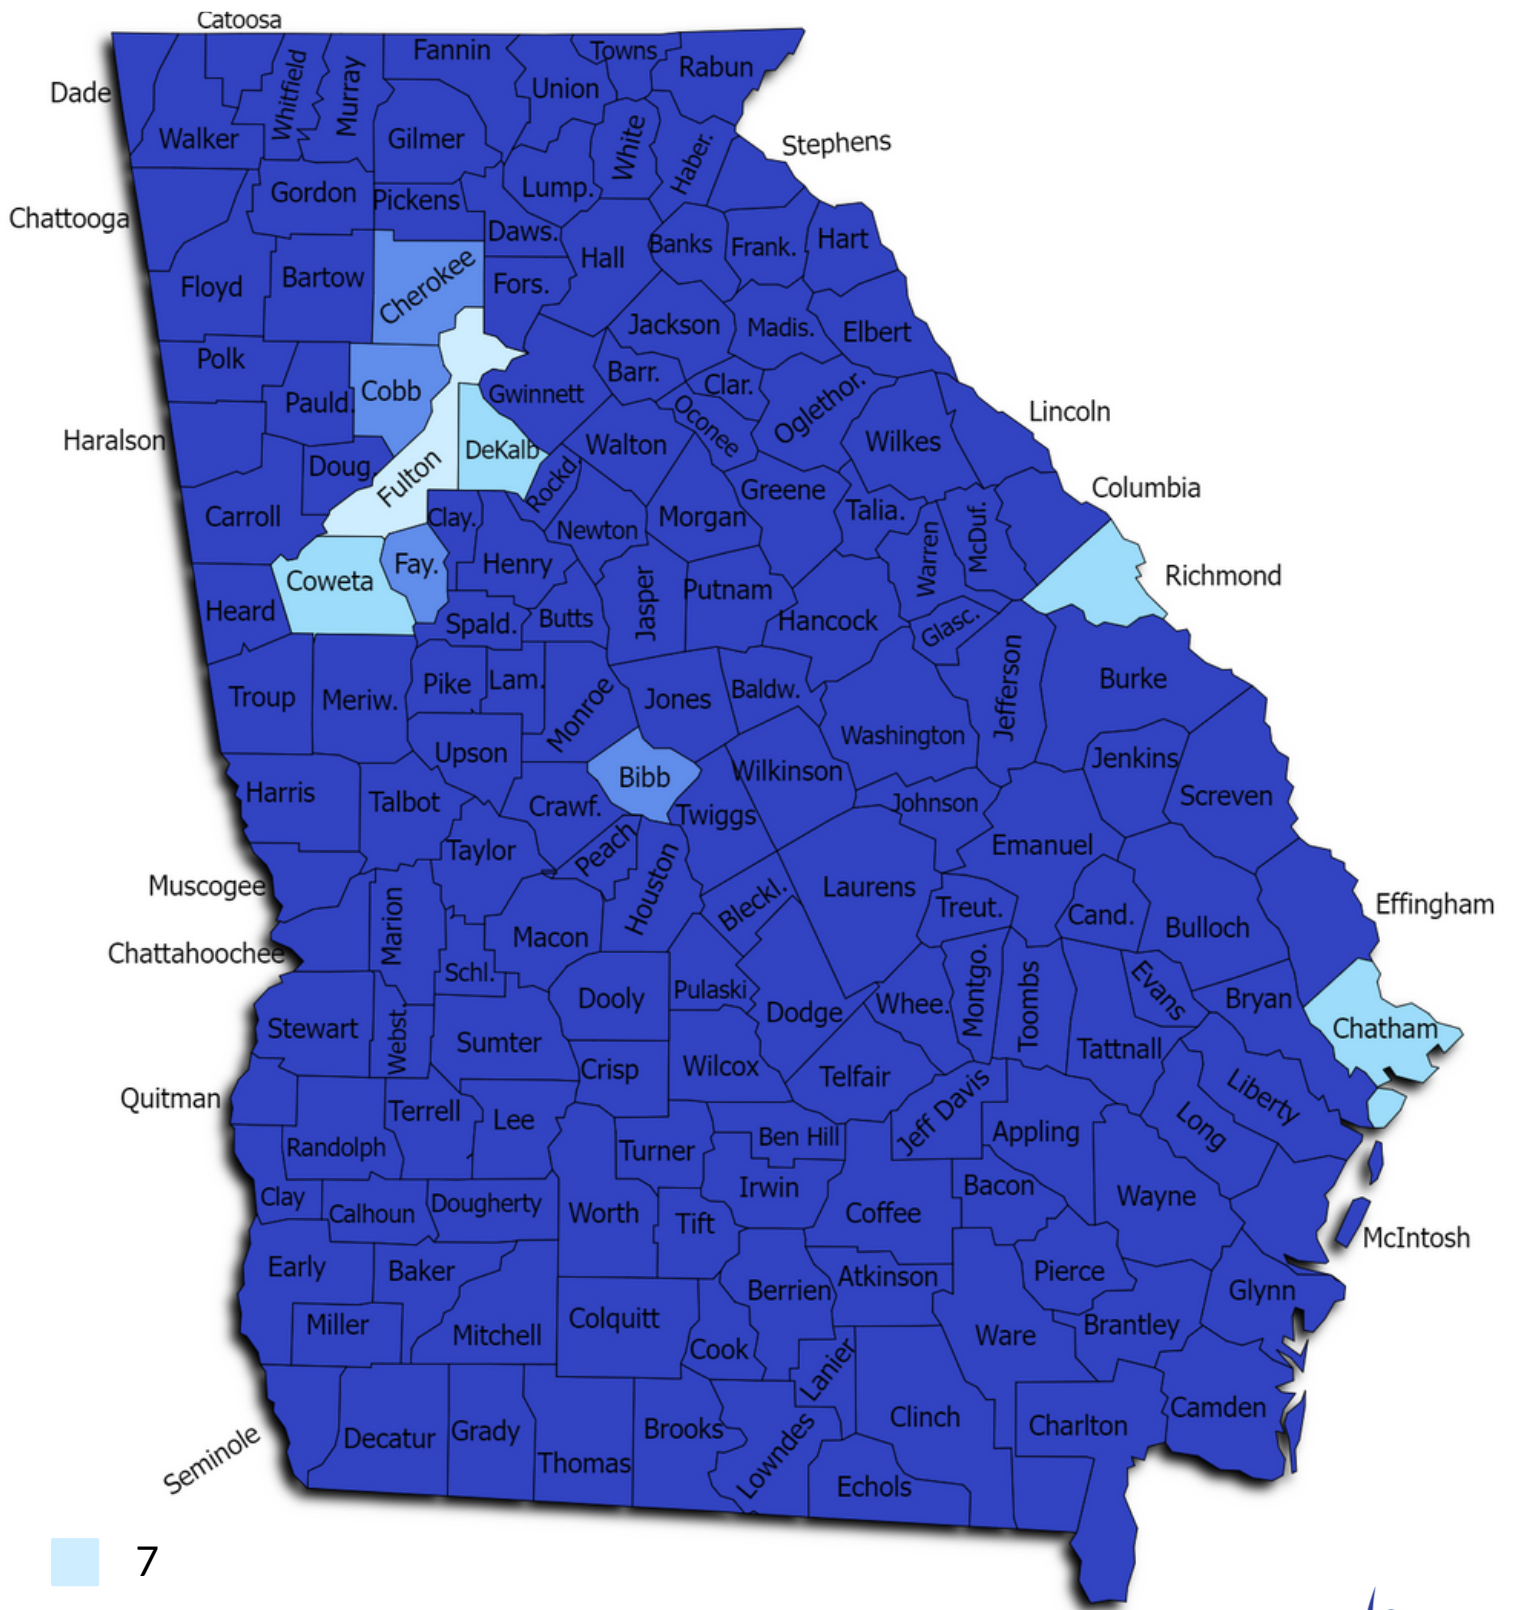 Catoosa
Fannin
Towns
Rabun
Dade
Whitfield
Murray
Union
Walker
Gilmer
White
Haber.
Stephens
Gordon
Pickens
Lump.
Chattooga
Daws.
Hall
Banks
Frank.
Hart
Floyd
Bartow
Cherokee
Fors.
Jackson
Madis.
Elbert
Polk
Pauld.
Cobb
Gwinnett
Barr.
Clar.
Oglethor.
Oconee
Lincoln
Haralson
Doug.
Fulton
DeKalb
Rockd.
Walton
Wilkes
Columbia
Carroll
Clay.
Newton
Morgan
Greene
Talia.
Warren
McDuf.
Coweta
Fay.
Henry
Jasper
Putnam
Richmond
Heard
Spald.
Butts
Hancock
Glasc.
Troup
Meriw.
Pike
Lam.
Monroe
Jones
Baldw.
Washington
Jefferson
Burke
Upson
Bibb
Wilkinson
Jenkins
Harris
Talbot
Crawf.
Twiggs
Johnson
Screven
Taylor
Peach
Houston
Emanuel
Muscogee
Marion
Macon
Bleckl.
Laurens
Treut.
Cand.
Bulloch
Effingham
Chattahoochee
Schl.
Dooly
Pulaski
Dodge
Whee.
Montgo.
Toombs
Evans
Bryan
Stewart
Webst.
Sumter
Crisp
Wilcox
Telfair
Tattnall
Chatham
Quitman
Terrell
Lee
Jeff Davis
Appling
Long
Liberty
Randolph
Turner
Ben Hill
Clay
Calhoun
Dougherty
Worth
Tift
Irwin
Coffee
Bacon
Wayne
McIntosh
Early
Baker
Berrien
Atkinson
Pierce
Glynn
Miller
Mitchell
Colquitt
Cook
Lanier
Ware
Brantley
Seminole
Decatur
Grady
Thomas
Brooks
Lowndes
Clinch
Charlton
Camden
Echols
7